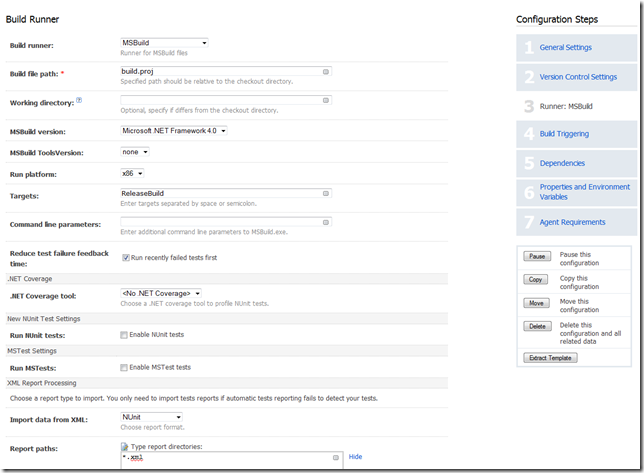 Build Runner
Build runner:
MSBuild
Runner for MSBuild files
Build file path: *
build.proj
Specified path should be relative to the checkout directory.
Working directory:
Optional, specify if differs from the checkout directory.
MSBuild version:
Microsoft .NET Framework 4.0
MSBuild ToolsVersion:
none
Run platform:
x86
Targets:
ReleaseBuild
Enter targets separated by space or semicolon.
Command line parameters:
Enter additional command line parameters to MSBuild.exe.
Reduce test failure feedback
time:
Run recently failed tests first
.NET Coverage
.NET Coverage tool:
<No .NET Coverage>
Choose a .NET coverage tool to profile NUnit tests.
New NUnit Test Settings
Run NUnit tests:
Enable NUnit tests
MSTest Settings
Run MSTests:
Enable MSTest tests
XML Report Processing
Choose a report type to import. You only need to import tests reports if automatic tests reporting fails to detect your tests.
Import data from XML:
NUnit
Choose report format.
Report paths:
Type report directories:
*.xml
Hide
Configuration Steps
1 General Settings
2 Version Control Settings
3 Runner: MSBuild
4 Build Triggering
5 Dependencies
6 Properties and Environment
Variables
7 Agent Requirements
Pause
Pause this
configuration
Copy
Copy this
configuration
Move
Move this
configuration
Delete
Delete this
configuration and all
related data
Extract Template